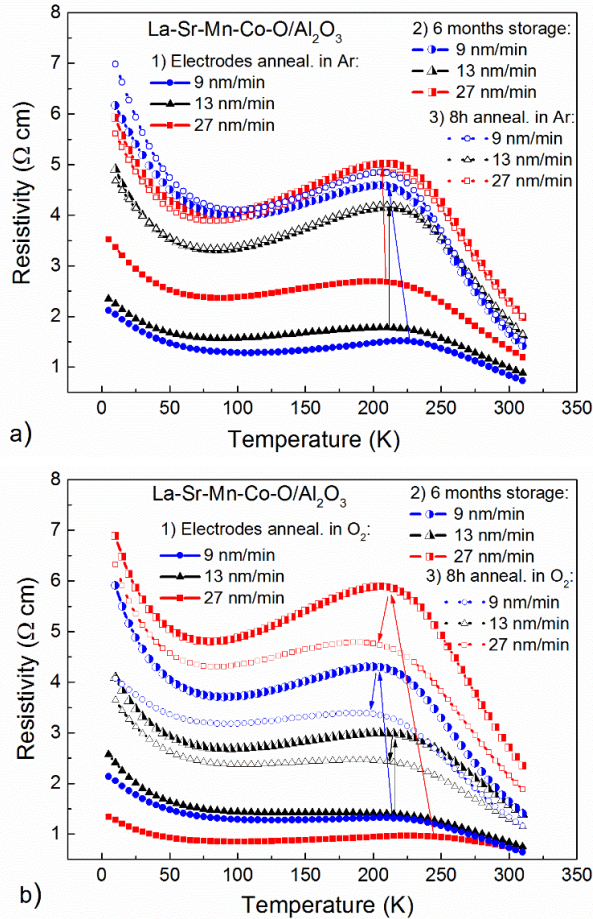 8
7
6
5
4
3
2
1
Resistivity (Ω cm)
La-Sr-Mn-Co-O/Al₂O₃
1) Electrodes anneal. in Ar:
9 nm/min
13 nm/min
27 nm/min
2) 6 months storage:
9 nm/min
13 nm/min
27 nm/min
3) 8h anneal. in Ar:
9 nm/min
13 nm/min
27 nm/min
0 50 100 150 200 250 300 350
Temperature (K)
a)
8
7
6
5
4
3
2
1
Resistivity (Ω cm)
La-Sr-Mn-Co-O/Al₂O₃
1) Electrodes anneal. in O₂:
9 nm/min
13 nm/min
27 nm/min
2) 6 months storage:
9 nm/min
13 nm/min
27 nm/min
3) 8h anneal. in O₂:
9 nm/min
13 nm/min
27 nm/min
0 50 100 150 200 250 300 350
Temperature (K)
b)